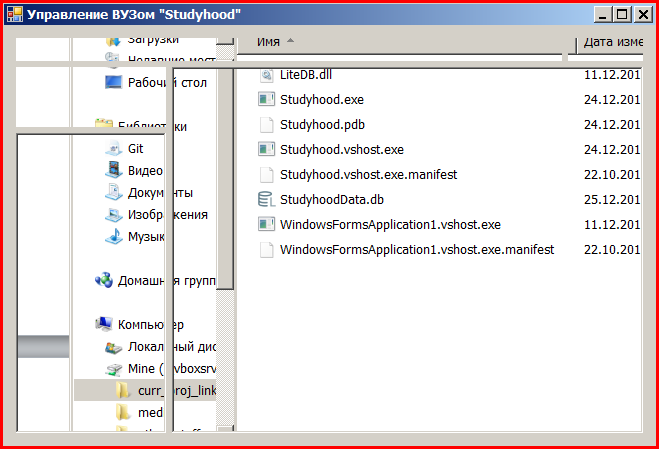 Управление ВУЗом "Studyhood"
Загрузки
Недавние мест
Рабочий стол
Библиотеки
Git
Видео
Документы
Изображения
Музык
Домашная групп
Компьютер
Локальный дис
Mine (
vboxsrv
curr_proj_link
med
Имя
Дата изме
LiteDB.dll
11.12.201
Studyhood.exe
24.12.201
Studyhood.pdb
24.12.201
Studyhood.vshost.exe
24.12.201
Studyhood.vshost.exe.manifest
22.10.201
StudyhoodData.db
25.12.201
WindowsFormsApplication1.vshost.exe
11.12.201
WindowsFormsApplication1.vshost.exe.manifest
22.10.201